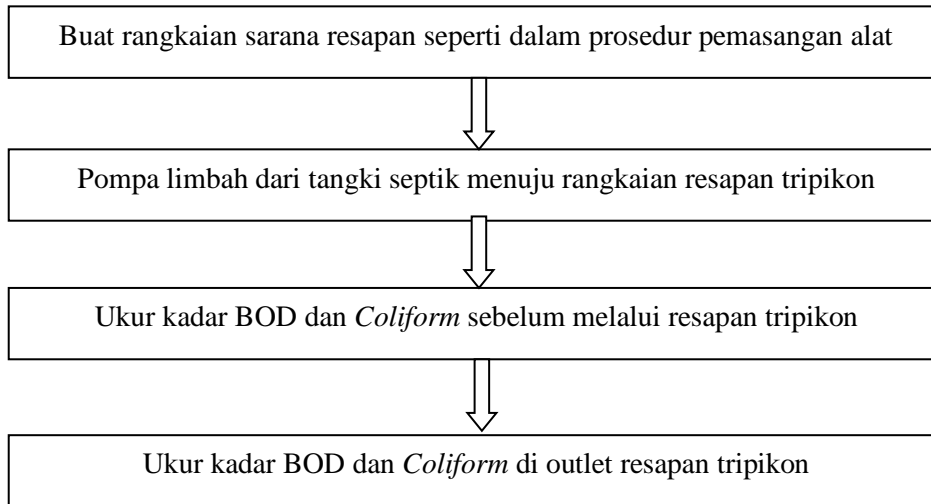 Buat rangkaian sarana resapan seperti dalam prosedur pemasangan alat
Pompa limbah dari tangki septik menuju rangkaian resapan tripikon
Ukur kadar BOD dan Coliform sebelum melalui resapan tripikon
Ukur kadar BOD dan Coliform di outlet resapan tripikon